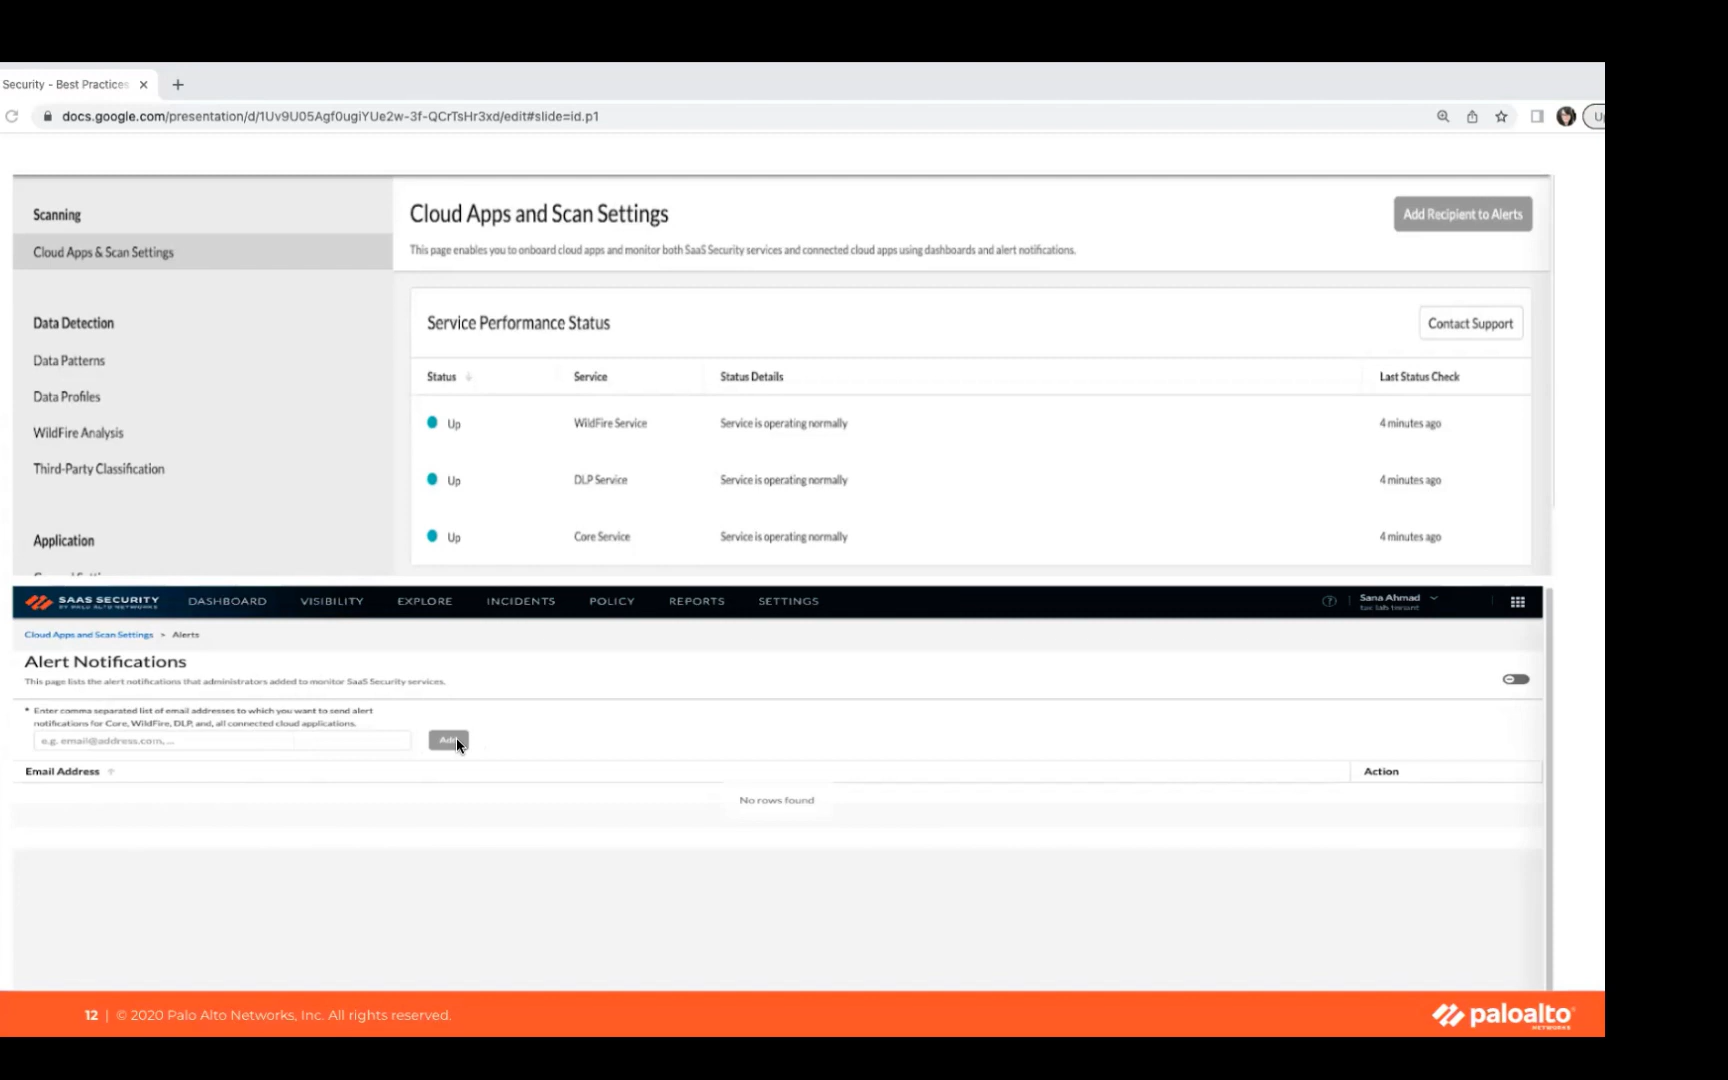 Security - Best Practices
docs.google.com/presentation/d/1Uv9U05Agf0ugiYUe2w-3f-QCrTsHr3xd/edit#slide=id.p1
Scanning
Cloud Apps & Scan Settings
Data Detection
Data Patterns
Data Profiles
WildFire Analysis
Third-Party Classification
Application
Cloud Apps and Scan Settings
Add Recipient to Alerts
This page enables you to onboard cloud apps and monitor both SaaS Security services and connected cloud apps using dashboards and alert notifications.
Service Performance Status
Contact Support
Status Service Status Details Last Status Check
Up WildFire Service Service is operating normally 4 minutes ago
Up DLP Service Service is operating normally 4 minutes ago
Up Core Service Service is operating normally 4 minutes ago
SAAS SECURITY
BY PALO ALTO NETWORKS
DASHBOARD VISIBILITY EXPLORE INCIDENTS POLICY REPORTS SETTINGS
Sana Ahmad
tac lab tenant
Cloud Apps and Scan Settings > Alerts
Alert Notifications
This page lists the alert notifications that administrators added to monitor SaaS Security services.
* Enter comma separated list of email addresses to which you want to send alert
notifications for Core, WildFire, DLP, and, all connected cloud applications.
e.g. email@address.com, ...
Add
Email Address Action
No rows found
12 | © 2020 Palo Alto Networks, Inc. All rights reserved.
paloalto
NETWORKS